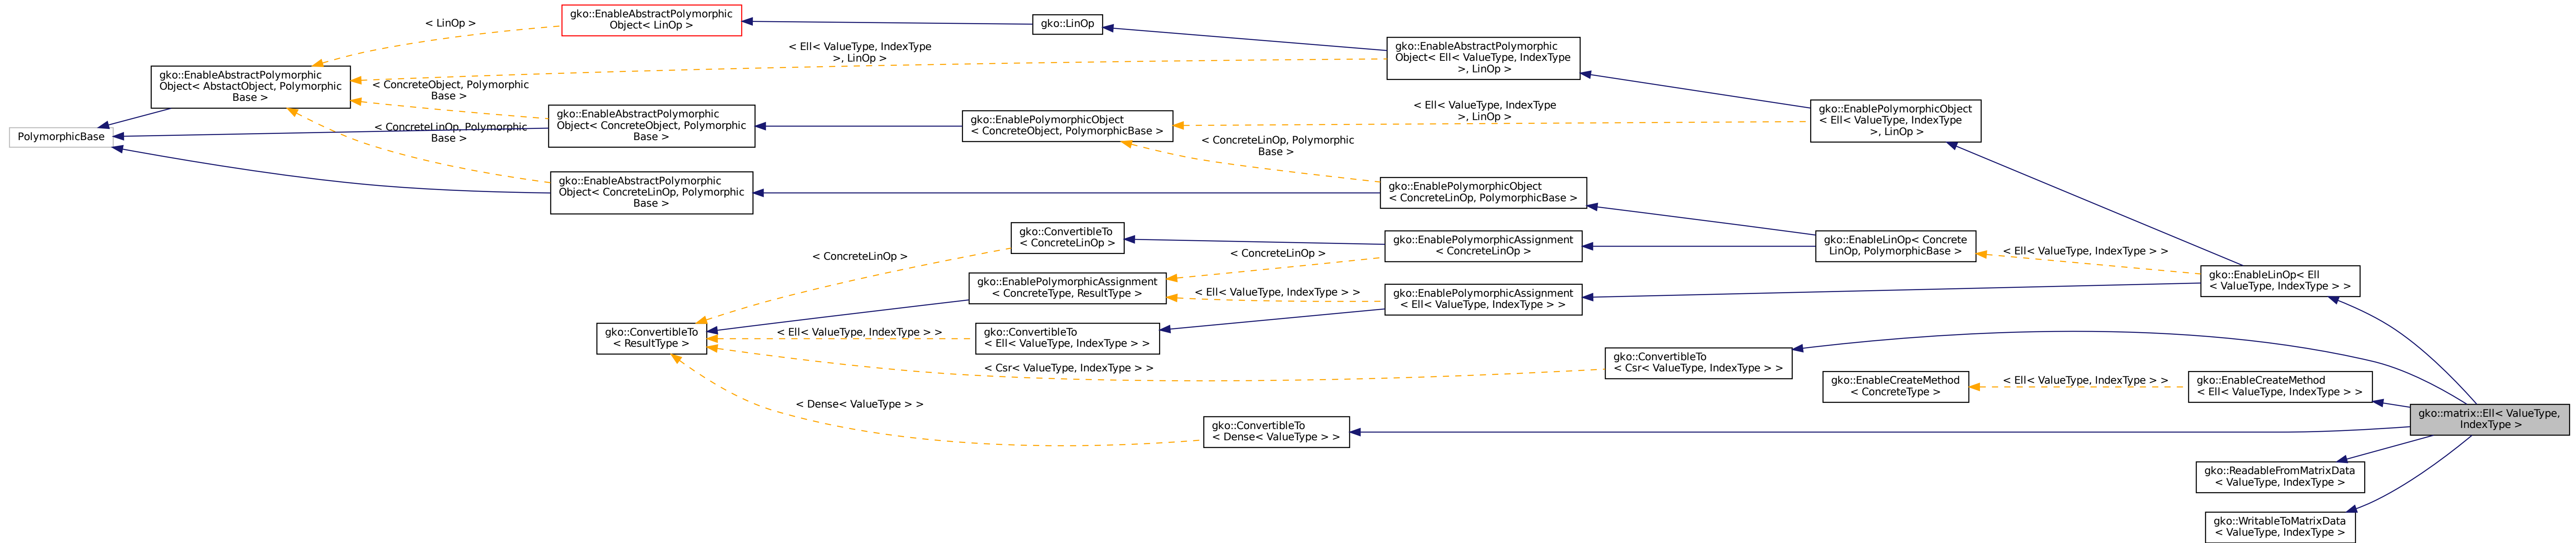 gko::EnableAbstractPolymorphic
Object< LinOp >
< LinOp >
gko::LinOp
< Ell< ValueType, IndexType
>, LinOp >
gko::EnableAbstractPolymorphic
Object< Ell< ValueType, IndexType
>, LinOp >
gko::EnableAbstractPolymorphic
Object< AbstactObject, Polymorphic
Base >
< ConcreteObject, Polymorphic
Base >
gko::EnableAbstractPolymorphic
Object< ConcreteObject, Polymorphic
Base >
gko::EnablePolymorphicObject
< ConcreteObject, PolymorphicBase >
< Ell< ValueType, IndexType
>, LinOp >
gko::EnablePolymorphicObject
< Ell< ValueType, IndexType
>, LinOp >
PolymorphicBase
< ConcreteLinOp, Polymorphic
Base >
< ConcreteLinOp, Polymorphic
Base >
gko::EnableAbstractPolymorphic
Object< ConcreteLinOp, Polymorphic
Base >
gko::EnablePolymorphicObject
< ConcreteLinOp, PolymorphicBase >
gko::ConvertibleTo
< ConcreteLinOp >
gko::EnablePolymorphicAssignment
< ConcreteLinOp >
gko::EnableLinOp< Concrete
LinOp, PolymorphicBase >
< Ell< ValueType, IndexType > >
< ConcreteLinOp >
< ConcreteLinOp >
gko::EnableLinOp< Ell
< ValueType, IndexType > >
gko::EnablePolymorphicAssignment
< ConcreteType, ResultType >
< Ell< ValueType, IndexType > >
gko::EnablePolymorphicAssignment
< Ell< ValueType, IndexType > >
gko::ConvertibleTo
< ResultType >
< Ell< ValueType, IndexType > >
gko::ConvertibleTo
< Ell< ValueType, IndexType > >
< Csr< ValueType, IndexType > >
gko::ConvertibleTo
< Csr< ValueType, IndexType > >
gko::EnableCreateMethod
< ConcreteType >
< Ell< ValueType, IndexType > >
gko::EnableCreateMethod
< Ell< ValueType, IndexType > >
< Dense< ValueType > >
gko::ConvertibleTo
< Dense< ValueType > >
gko::matrix::Ell< ValueType,
IndexType >
gko::ReadableFromMatrixData
< ValueType, IndexType >
gko::WritableToMatrixData
< ValueType, IndexType >